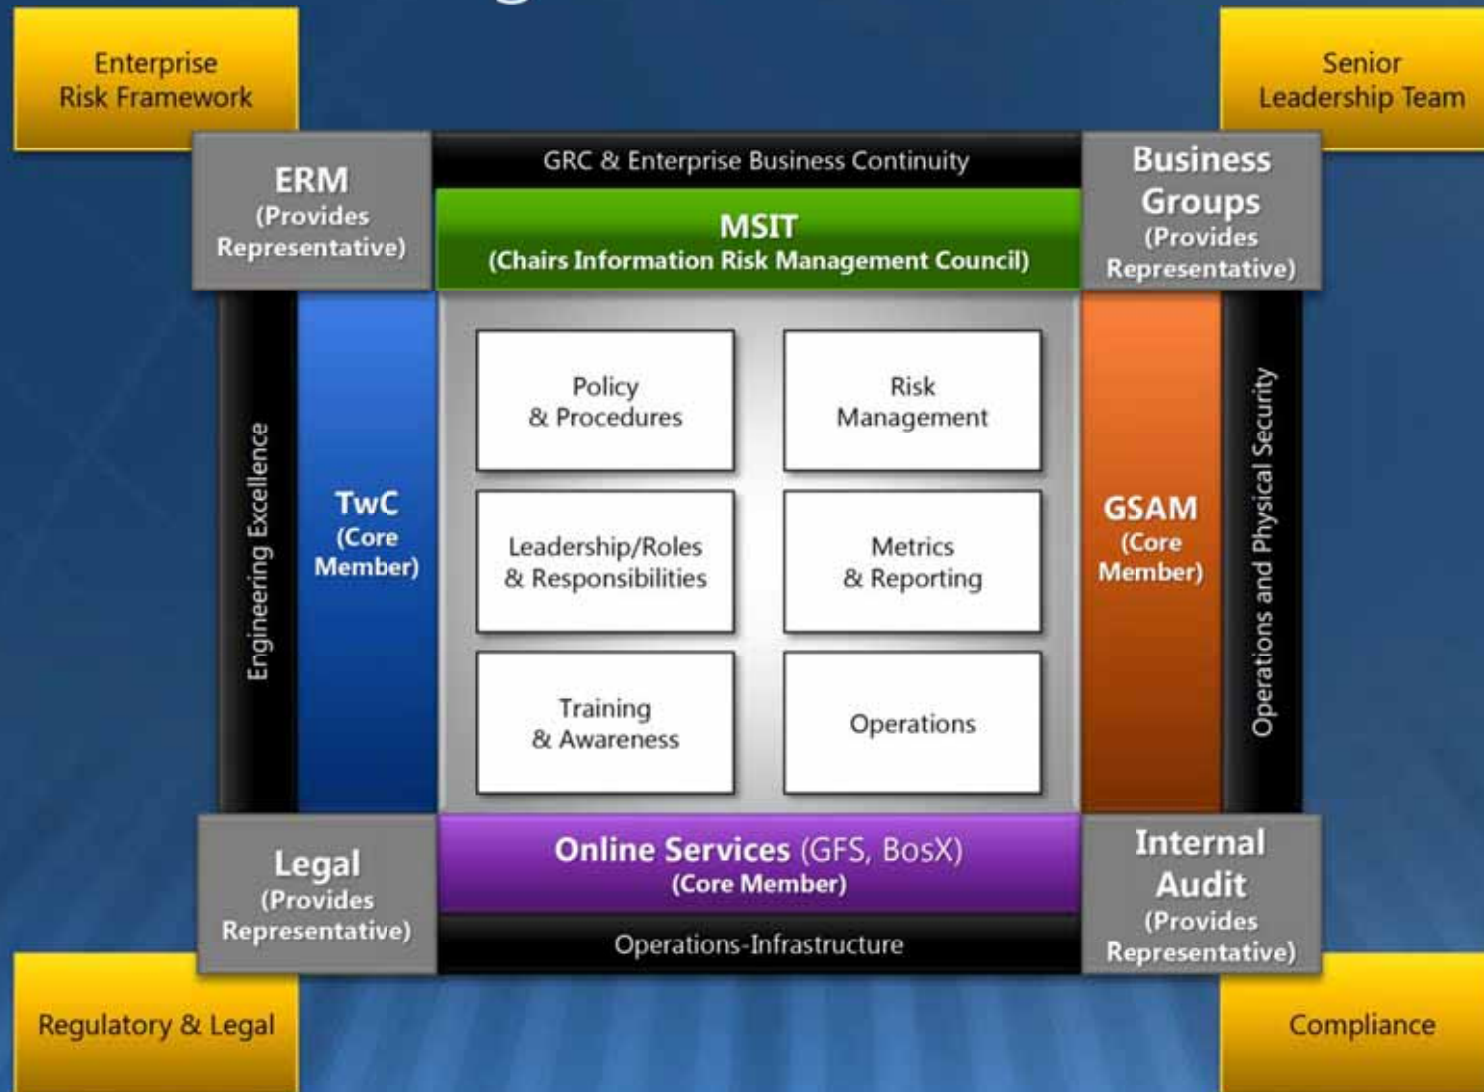 Enterprise
Risk Framework
Senior
Leadership Team
ERM
(Provides
Representative)
GRC & Enterprise Business Continuity
MSIT
(Chairs Information Risk Management Council)
Business
Groups
(Provides
Representative)
Engineering Excellence
TwC
(Core
Member)
Policy
& Procedures
Risk
Management
Leadership/Roles
& Responsibilities
Metrics
& Reporting
Training
& Awareness
Operations
GSAM
(Core
Member)
Operations and Physical Security
Legal
(Provides
Representative)
Online Services (GFS, BosX)
(Core Member)
Operations-Infrastructure
Internal
Audit
(Provides
Representative)
Regulatory & Legal
Compliance